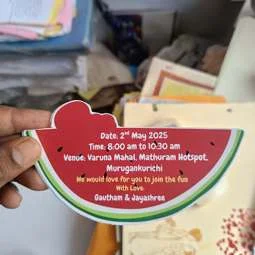 Date: 2nd May 2025
Time: 8:00 am to 10:30 am
Venue: Varuna Mahal, Mathuram Hotspot,
Murugankurichi
We would love for you to join the fun
With Love:
Gautham & Jayashree